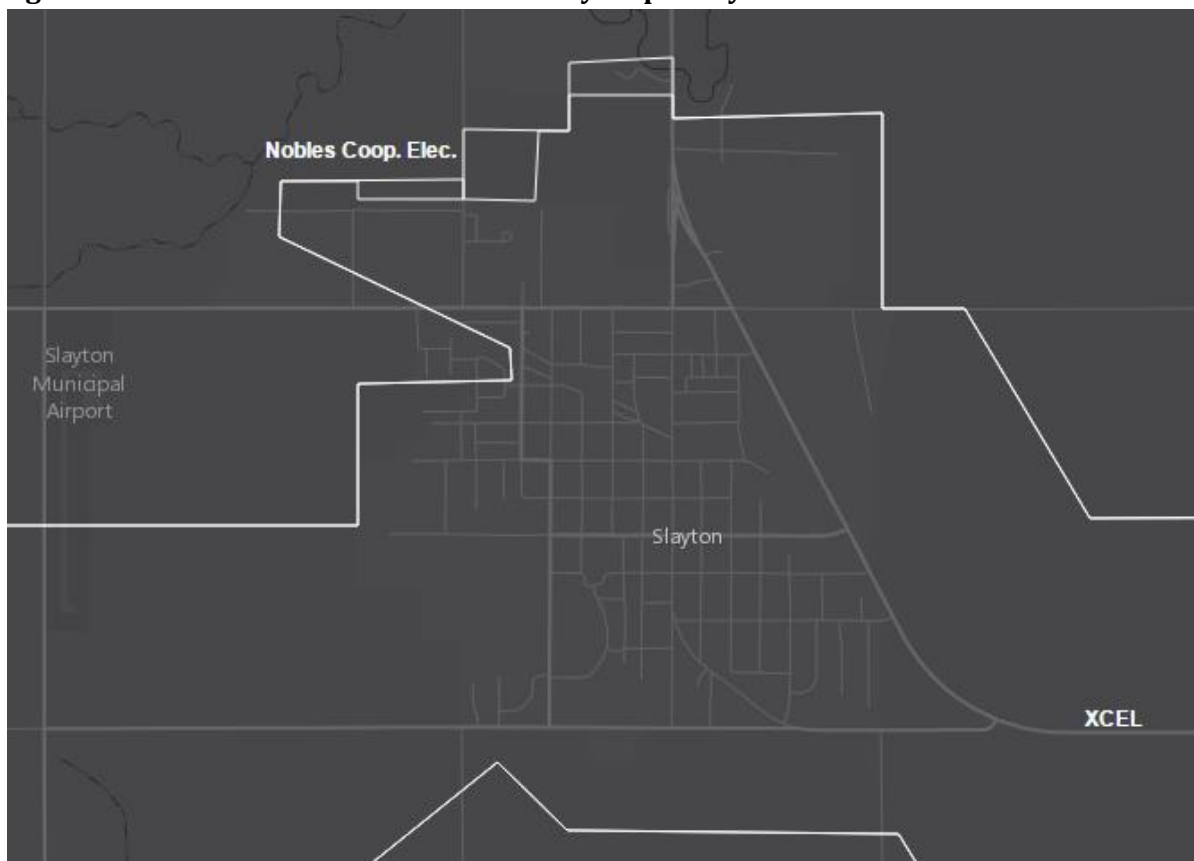 Nobles Coop. Elec.
Slayton
Municipal
Airport
Slayton
XCEL